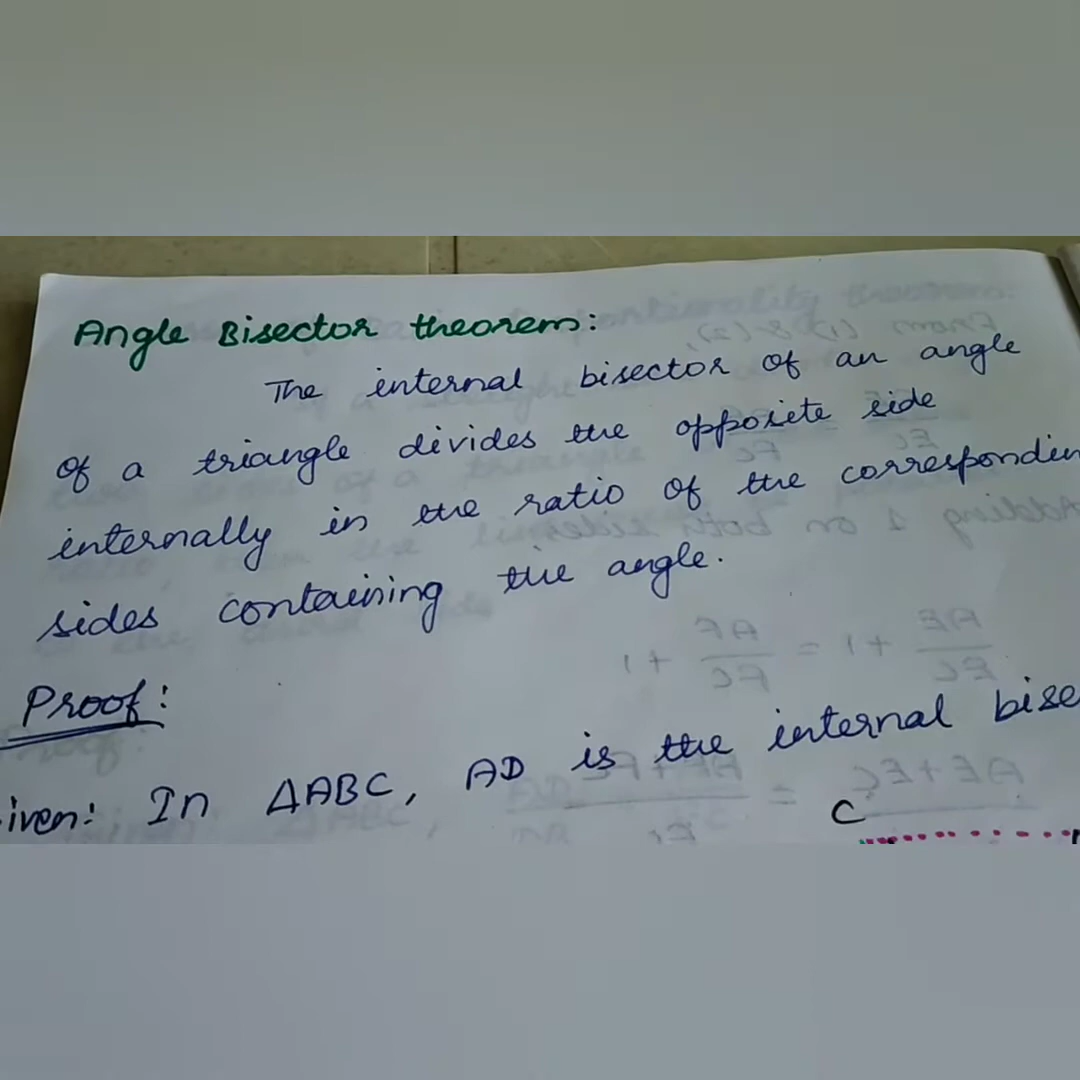 Angle Bisector theorem:
The internal bisector of an angle
of a triangle divides the opposite side
internally in the ratio of the correspondin
sides containing the angle.
Proof:
iven: In ΔABC, AD is the internal bise
C